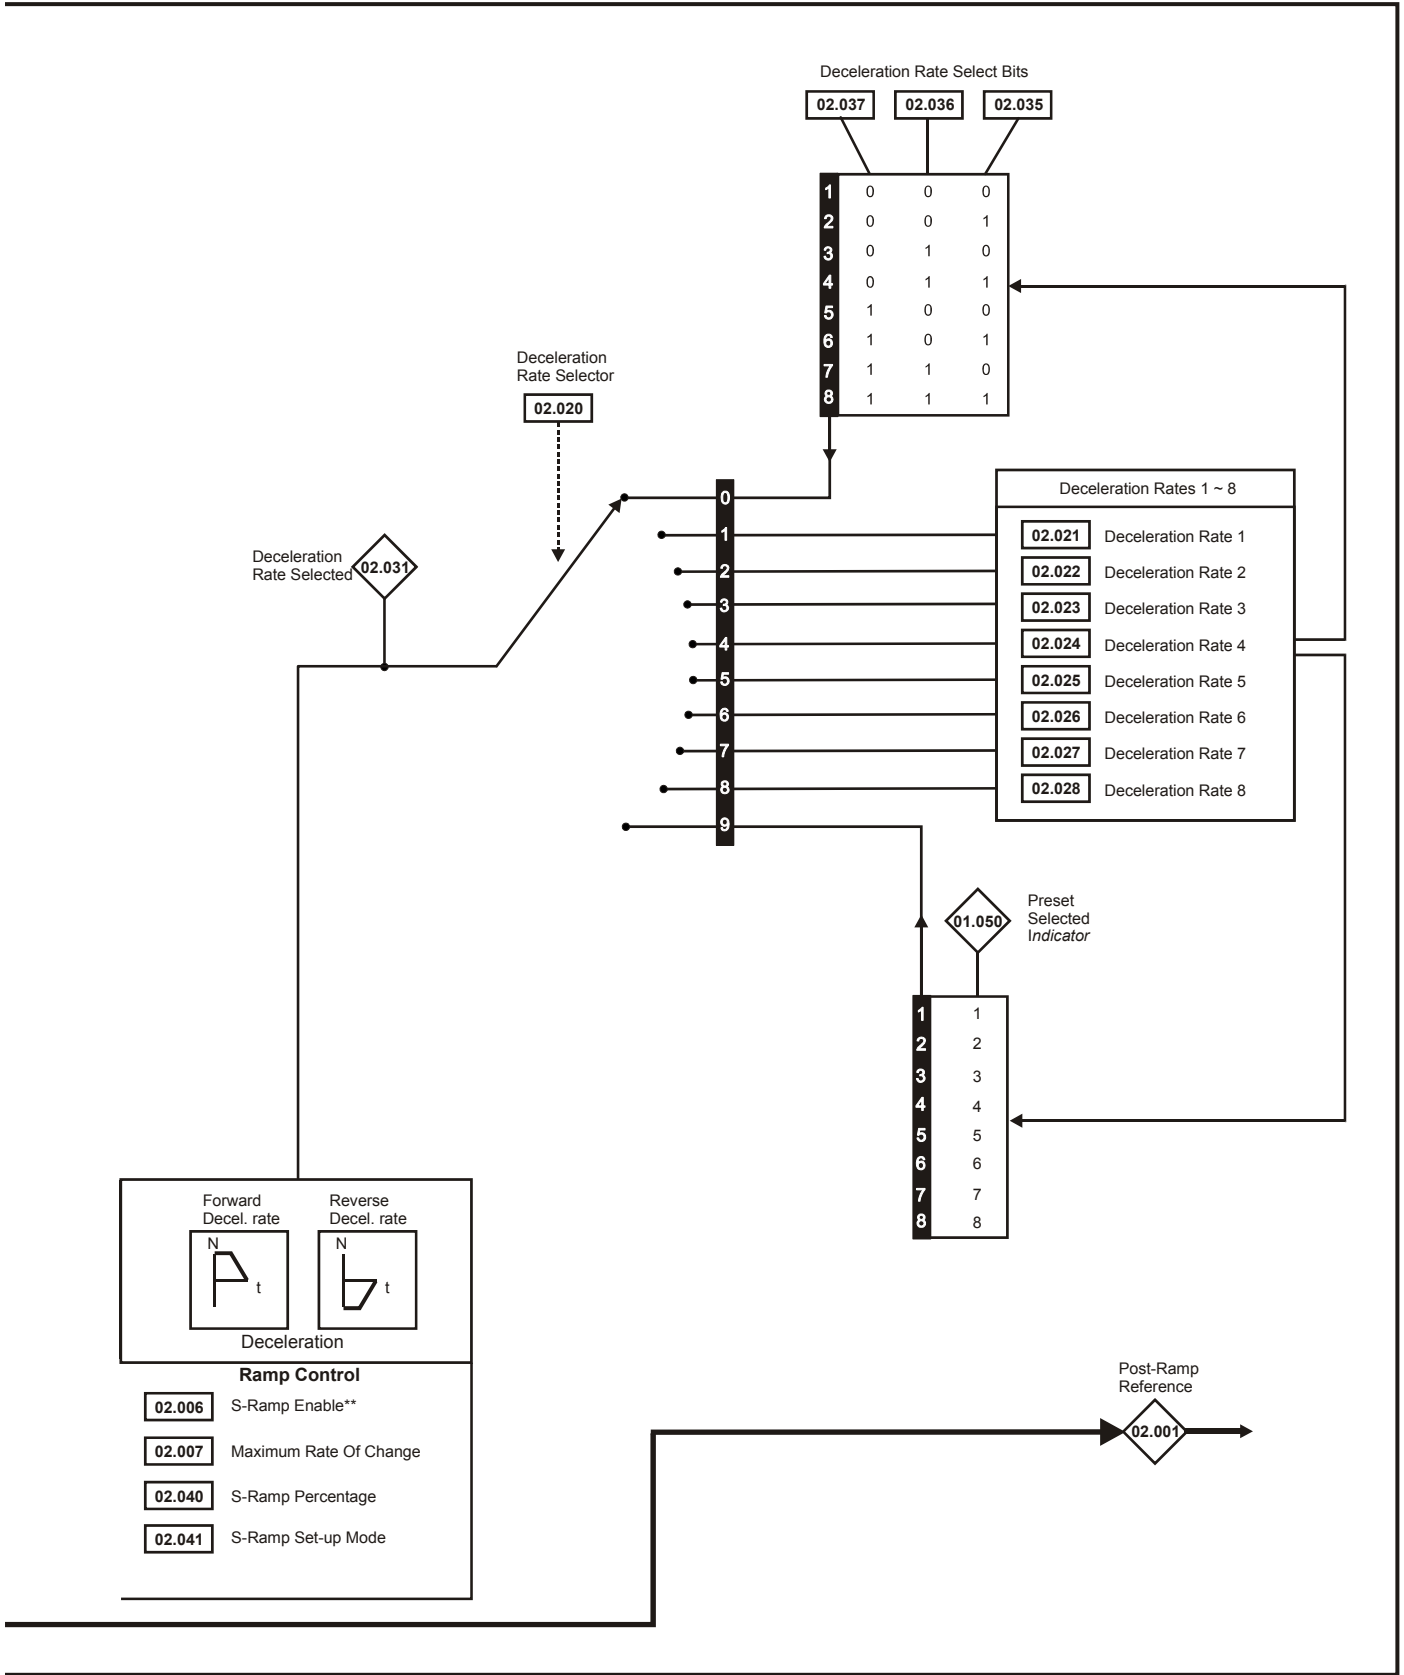 Deceleration Rate Select Bits
02.037 02.036 02.035
1 0 0 0
2 0 0 1
3 0 1 0
4 0 1 1
5 1 0 0
6 1 0 1
7 1 1 0
8 1 1 1
Deceleration
Rate Selector
02.020
Deceleration
Rate Selected
02.031
0
1
2
3
4
5
6
7
8
9
Deceleration Rates 1 ~ 8
02.021 Deceleration Rate 1
02.022 Deceleration Rate 2
02.023 Deceleration Rate 3
02.024 Deceleration Rate 4
02.025 Deceleration Rate 5
02.026 Deceleration Rate 6
02.027 Deceleration Rate 7
02.028 Deceleration Rate 8
01.050
Preset
Selected
Indicator
1 1
2 2
3 3
4 4
5 5
6 6
7 7
8 8
Forward
Decel. rate
N
t
Reverse
Decel. rate
N
t
Deceleration
Ramp Control
02.006 S-Ramp Enable**
02.007 Maximum Rate Of Change
02.040 S-Ramp Percentage
02.041 S-Ramp Set-up Mode
Post-Ramp
Reference
02.001